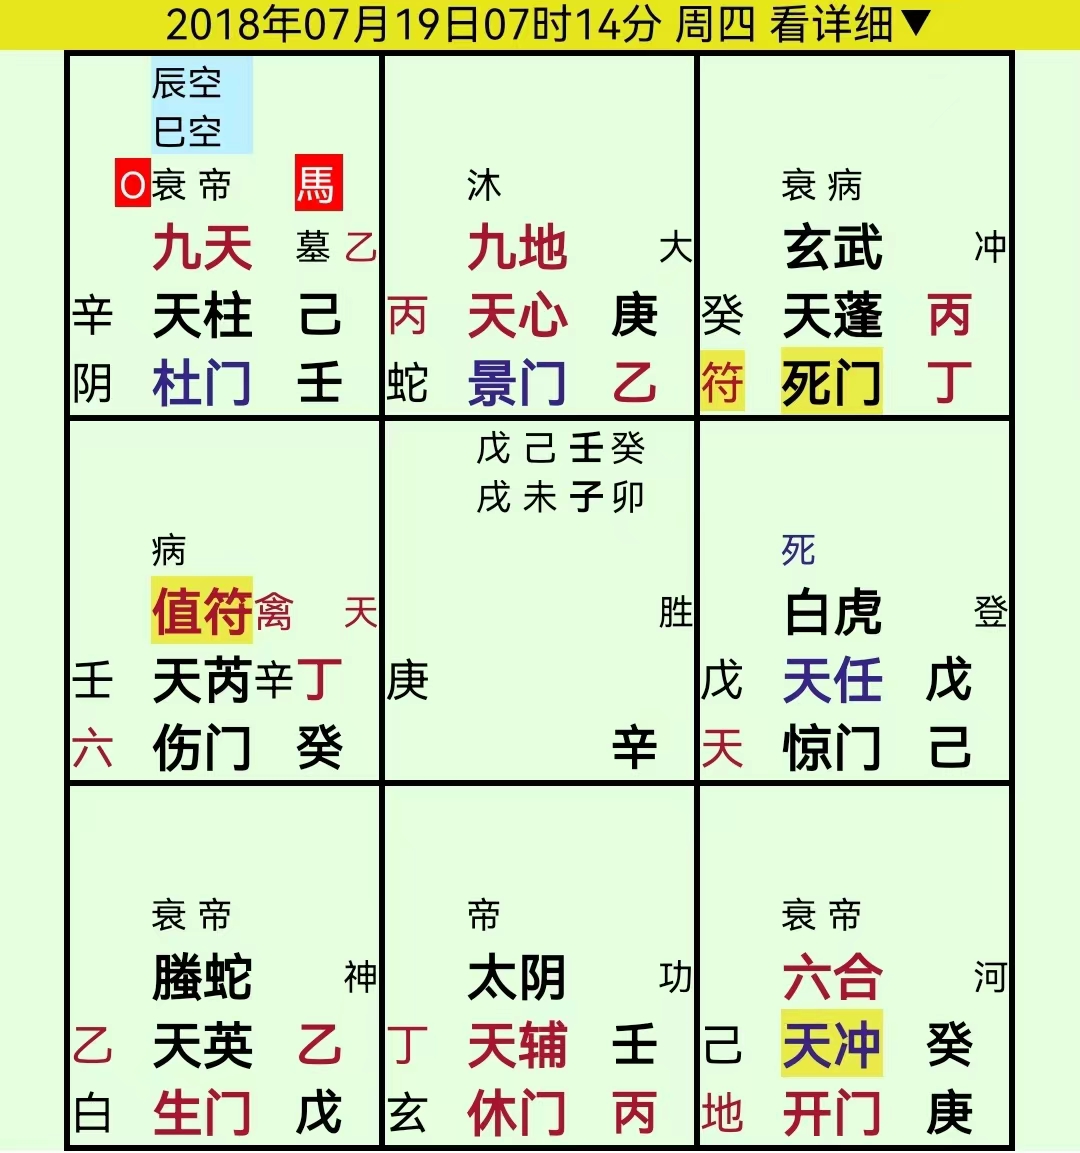 2018年07月19日07时14分 周四 看详细▼
辰空
巳空
O 衰 帝 馬
九天 墓 乙
辛 天柱 己
阴 杜门 壬
沐
九地 大
丙 天心 庚
蛇 景门 乙
衰 病
玄武 冲
癸 天蓬 丙
符 死门 丁
病
值符 禽 天
壬 天芮 辛 丁
六 伤门 癸
戊 己 壬 癸
戌 未 子 卯
胜
庚
辛
死
白虎 登
戊 天任 戊
天 惊门 己
衰 帝
螣蛇 神
乙 天英 乙
白 生门 戊
帝
太阴 功
丁 天辅 壬
玄 休门 丙
衰 帝
六合 河
己 天冲 癸
地 开门 庚